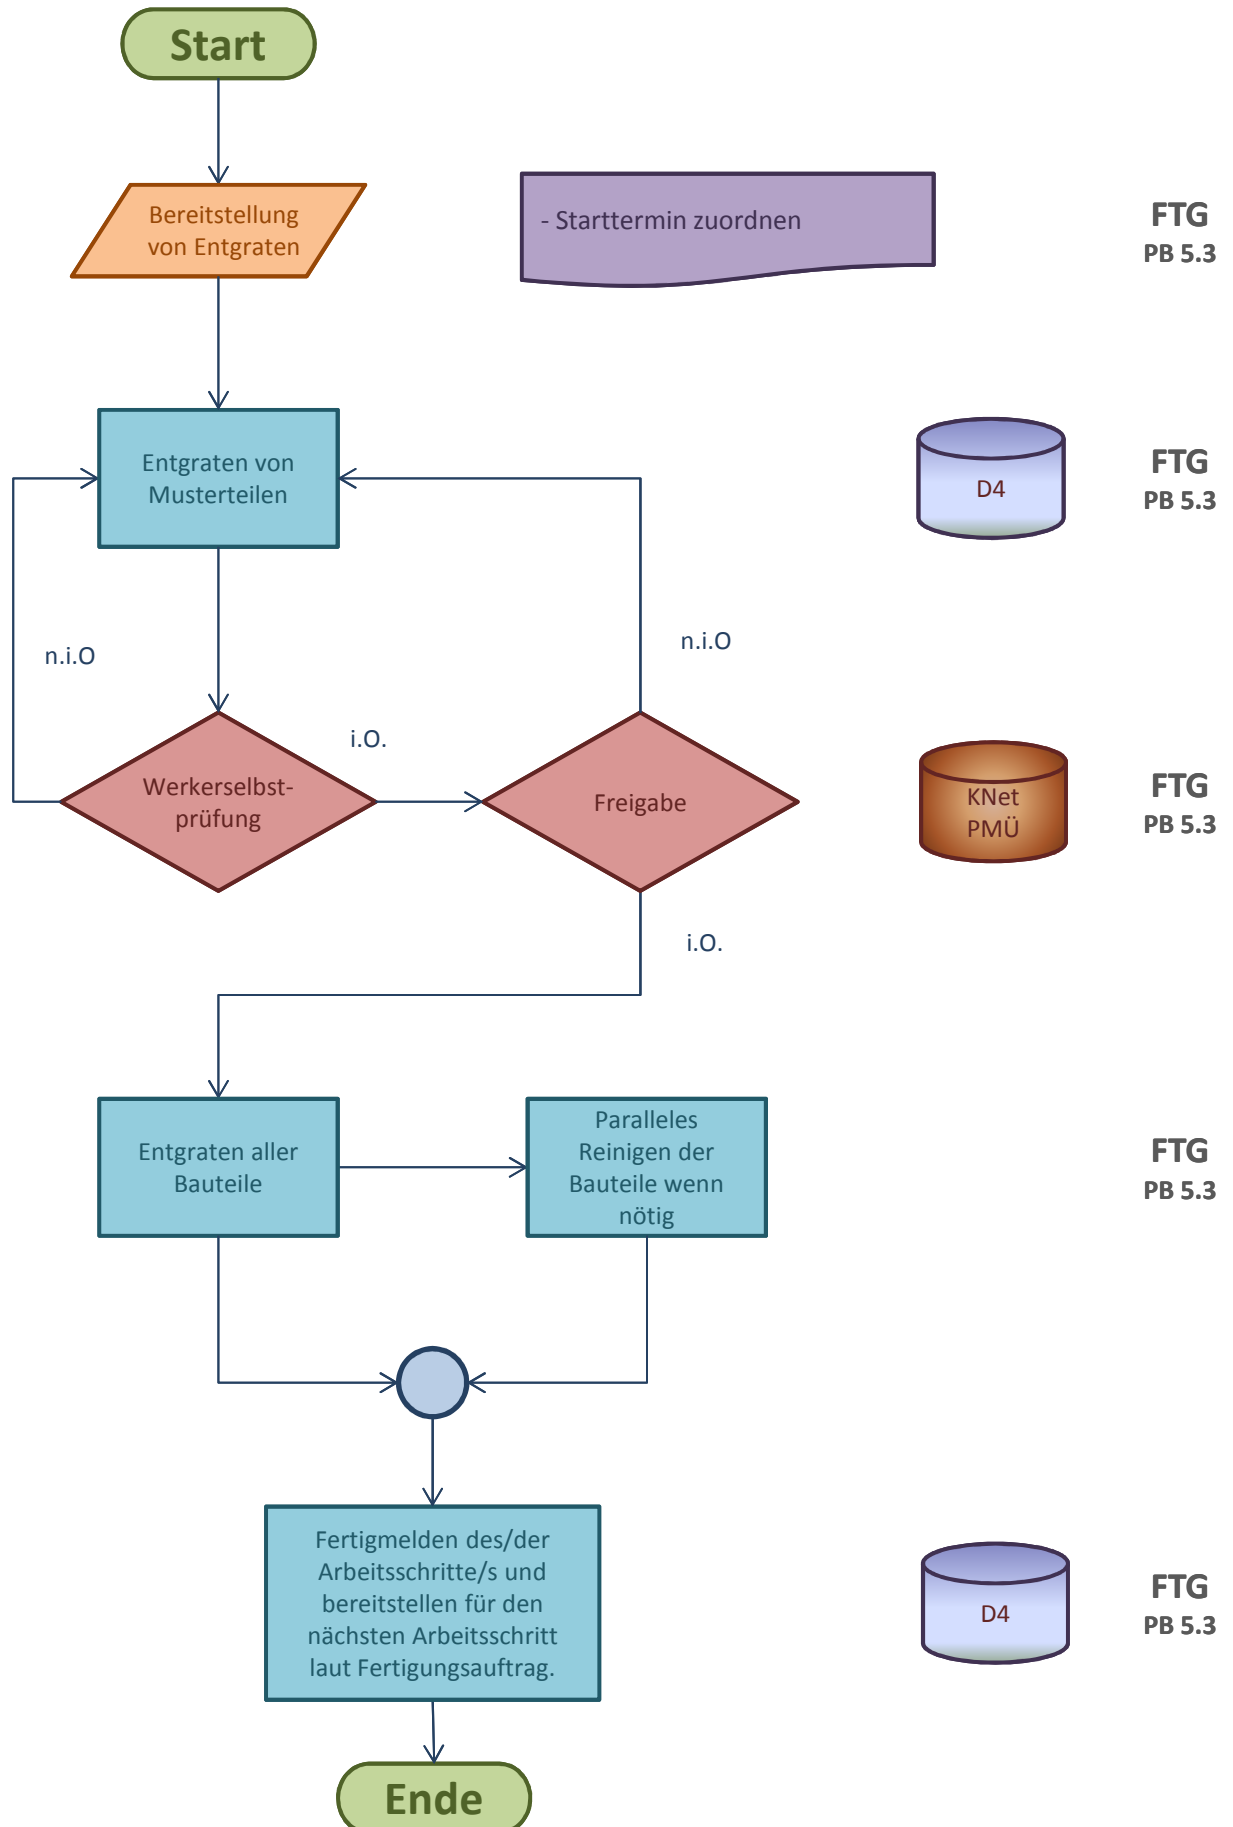 Start
Bereitstellung
von Entgraten
- Starttermin zuordnen
FTG
PB 5.3
Entgraten von
Musterteilen
D4
FTG
PB 5.3
n.i.O
n.i.O
i.O.
Werkerselbst-
prüfung
Freigabe
KNet
PMÜ
FTG
PB 5.3
i.O.
Entgraten aller
Bauteile
Paralleles
Reinigen der
Bauteile wenn
nötig
FTG
PB 5.3
Fertigmelden des/der
Arbeitsschritte/s und
bereitstellen für den
nächsten Arbeitsschritt
laut Fertigungsauftrag.
D4
FTG
PB 5.3
Ende